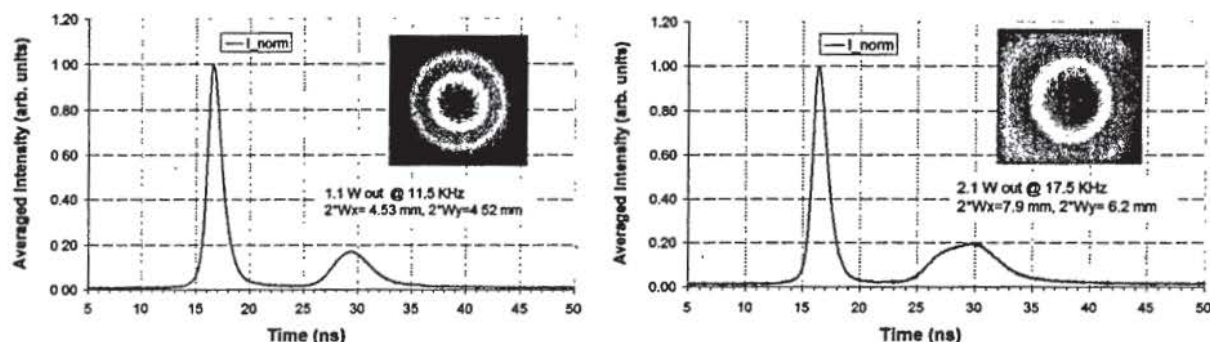 1.20
1.00
0.80
0.60
0.40
0.20
0.00
Averaged Intensity (arb. units)
I_norm
1.1 W out @ 11.5 KHz
2*Wx= 4.53 mm, 2*Wy=4.52 mm
5 10 15 20 25 30 35 40 45 50
Time (ns)
1.20
1.00
0.80
0.60
0.40
0.20
0.00
Averaged Intensity (arb. units)
I_norm
2.1 W out @ 17.5 KHz
2*Wx=7.9 mm, 2*Wy= 6.2 mm
5 10 15 20 25 30 35 40 45 50
Time (ns)